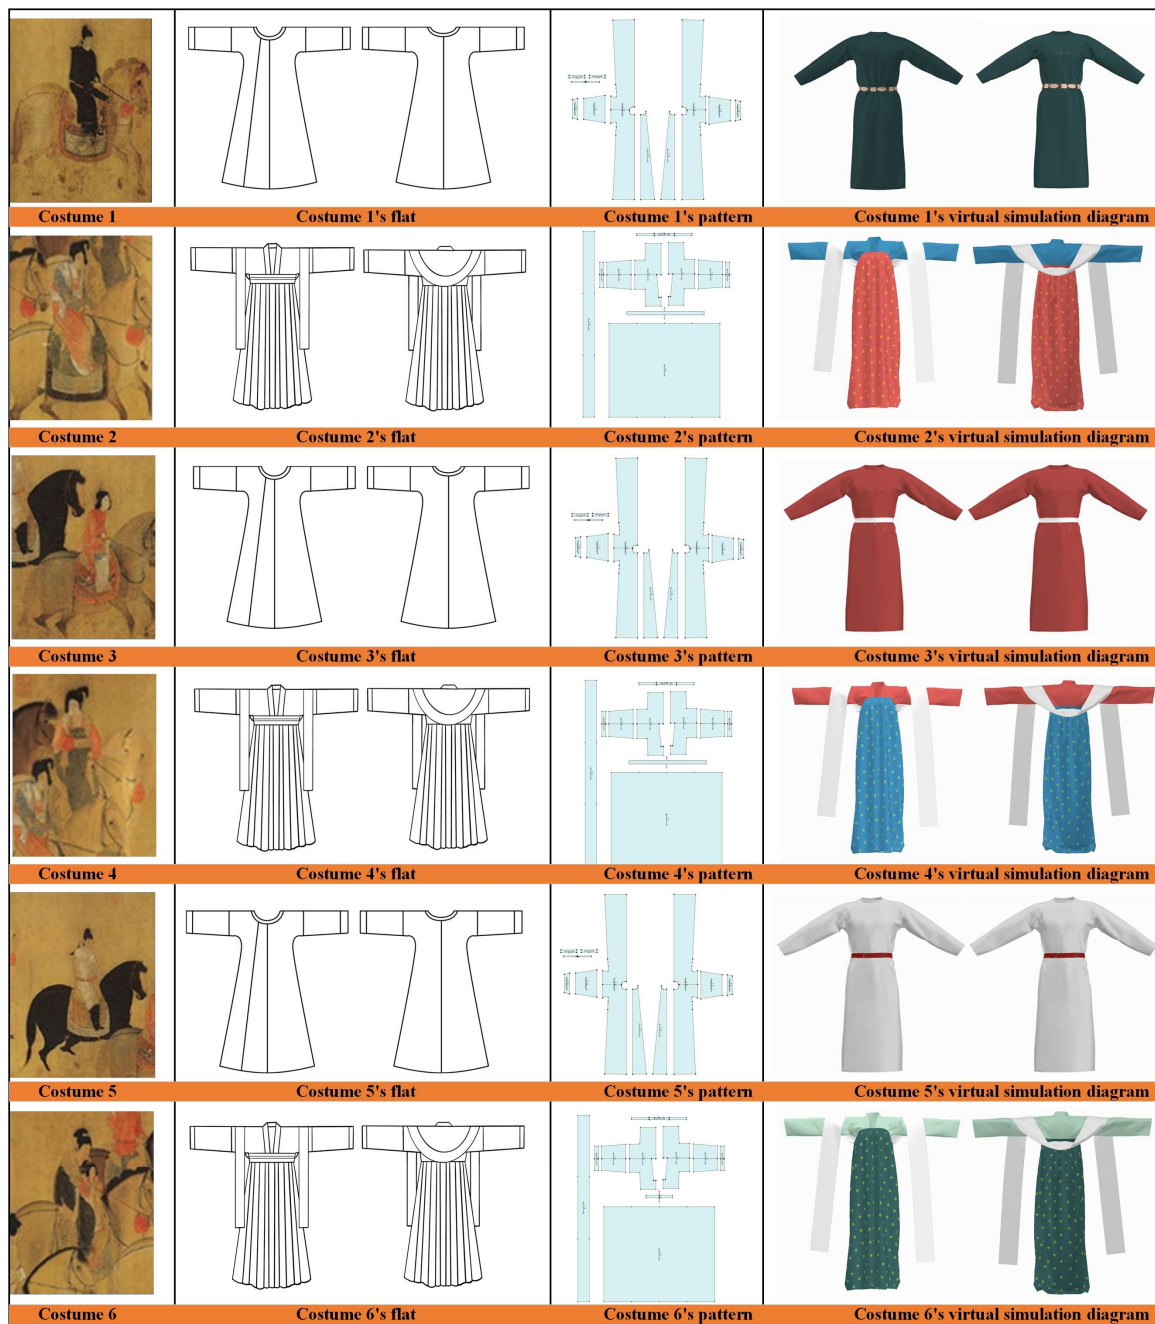 Costume 1 Costume 1's flat Costume 1's pattern Costume 1's virtual simulation diagram
Costume 2 Costume 2's flat Costume 2's pattern Costume 2's virtual simulation diagram
Costume 3 Costume 3's flat Costume 3's pattern Costume 3's virtual simulation diagram
Costume 4 Costume 4's flat Costume 4's pattern Costume 4's virtual simulation diagram
Costume 5 Costume 5's flat Costume 5's pattern Costume 5's virtual simulation diagram
Costume 6 Costume 6's flat Costume 6's pattern Costume 6's virtual simulation diagram